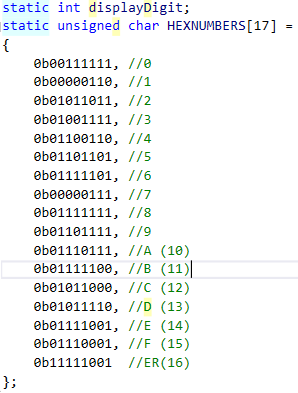 static int displayDigit;
static unsigned char HEXNUMBERS[17] =
{
0b00111111, //0
0b00000110, //1
0b01011011, //2
0b01001111, //3
0b01100110, //4
0b01101101, //5
0b01111101, //6
0b00000111, //7
0b01111111, //8
0b01101111, //9
0b01110111, //A (10)
0b01111100, //B (11)
0b01011000, //C (12)
0b01011110, //D (13)
0b01111001, //E (14)
0b01110001, //F (15)
0b11111001 //ER(16)
};